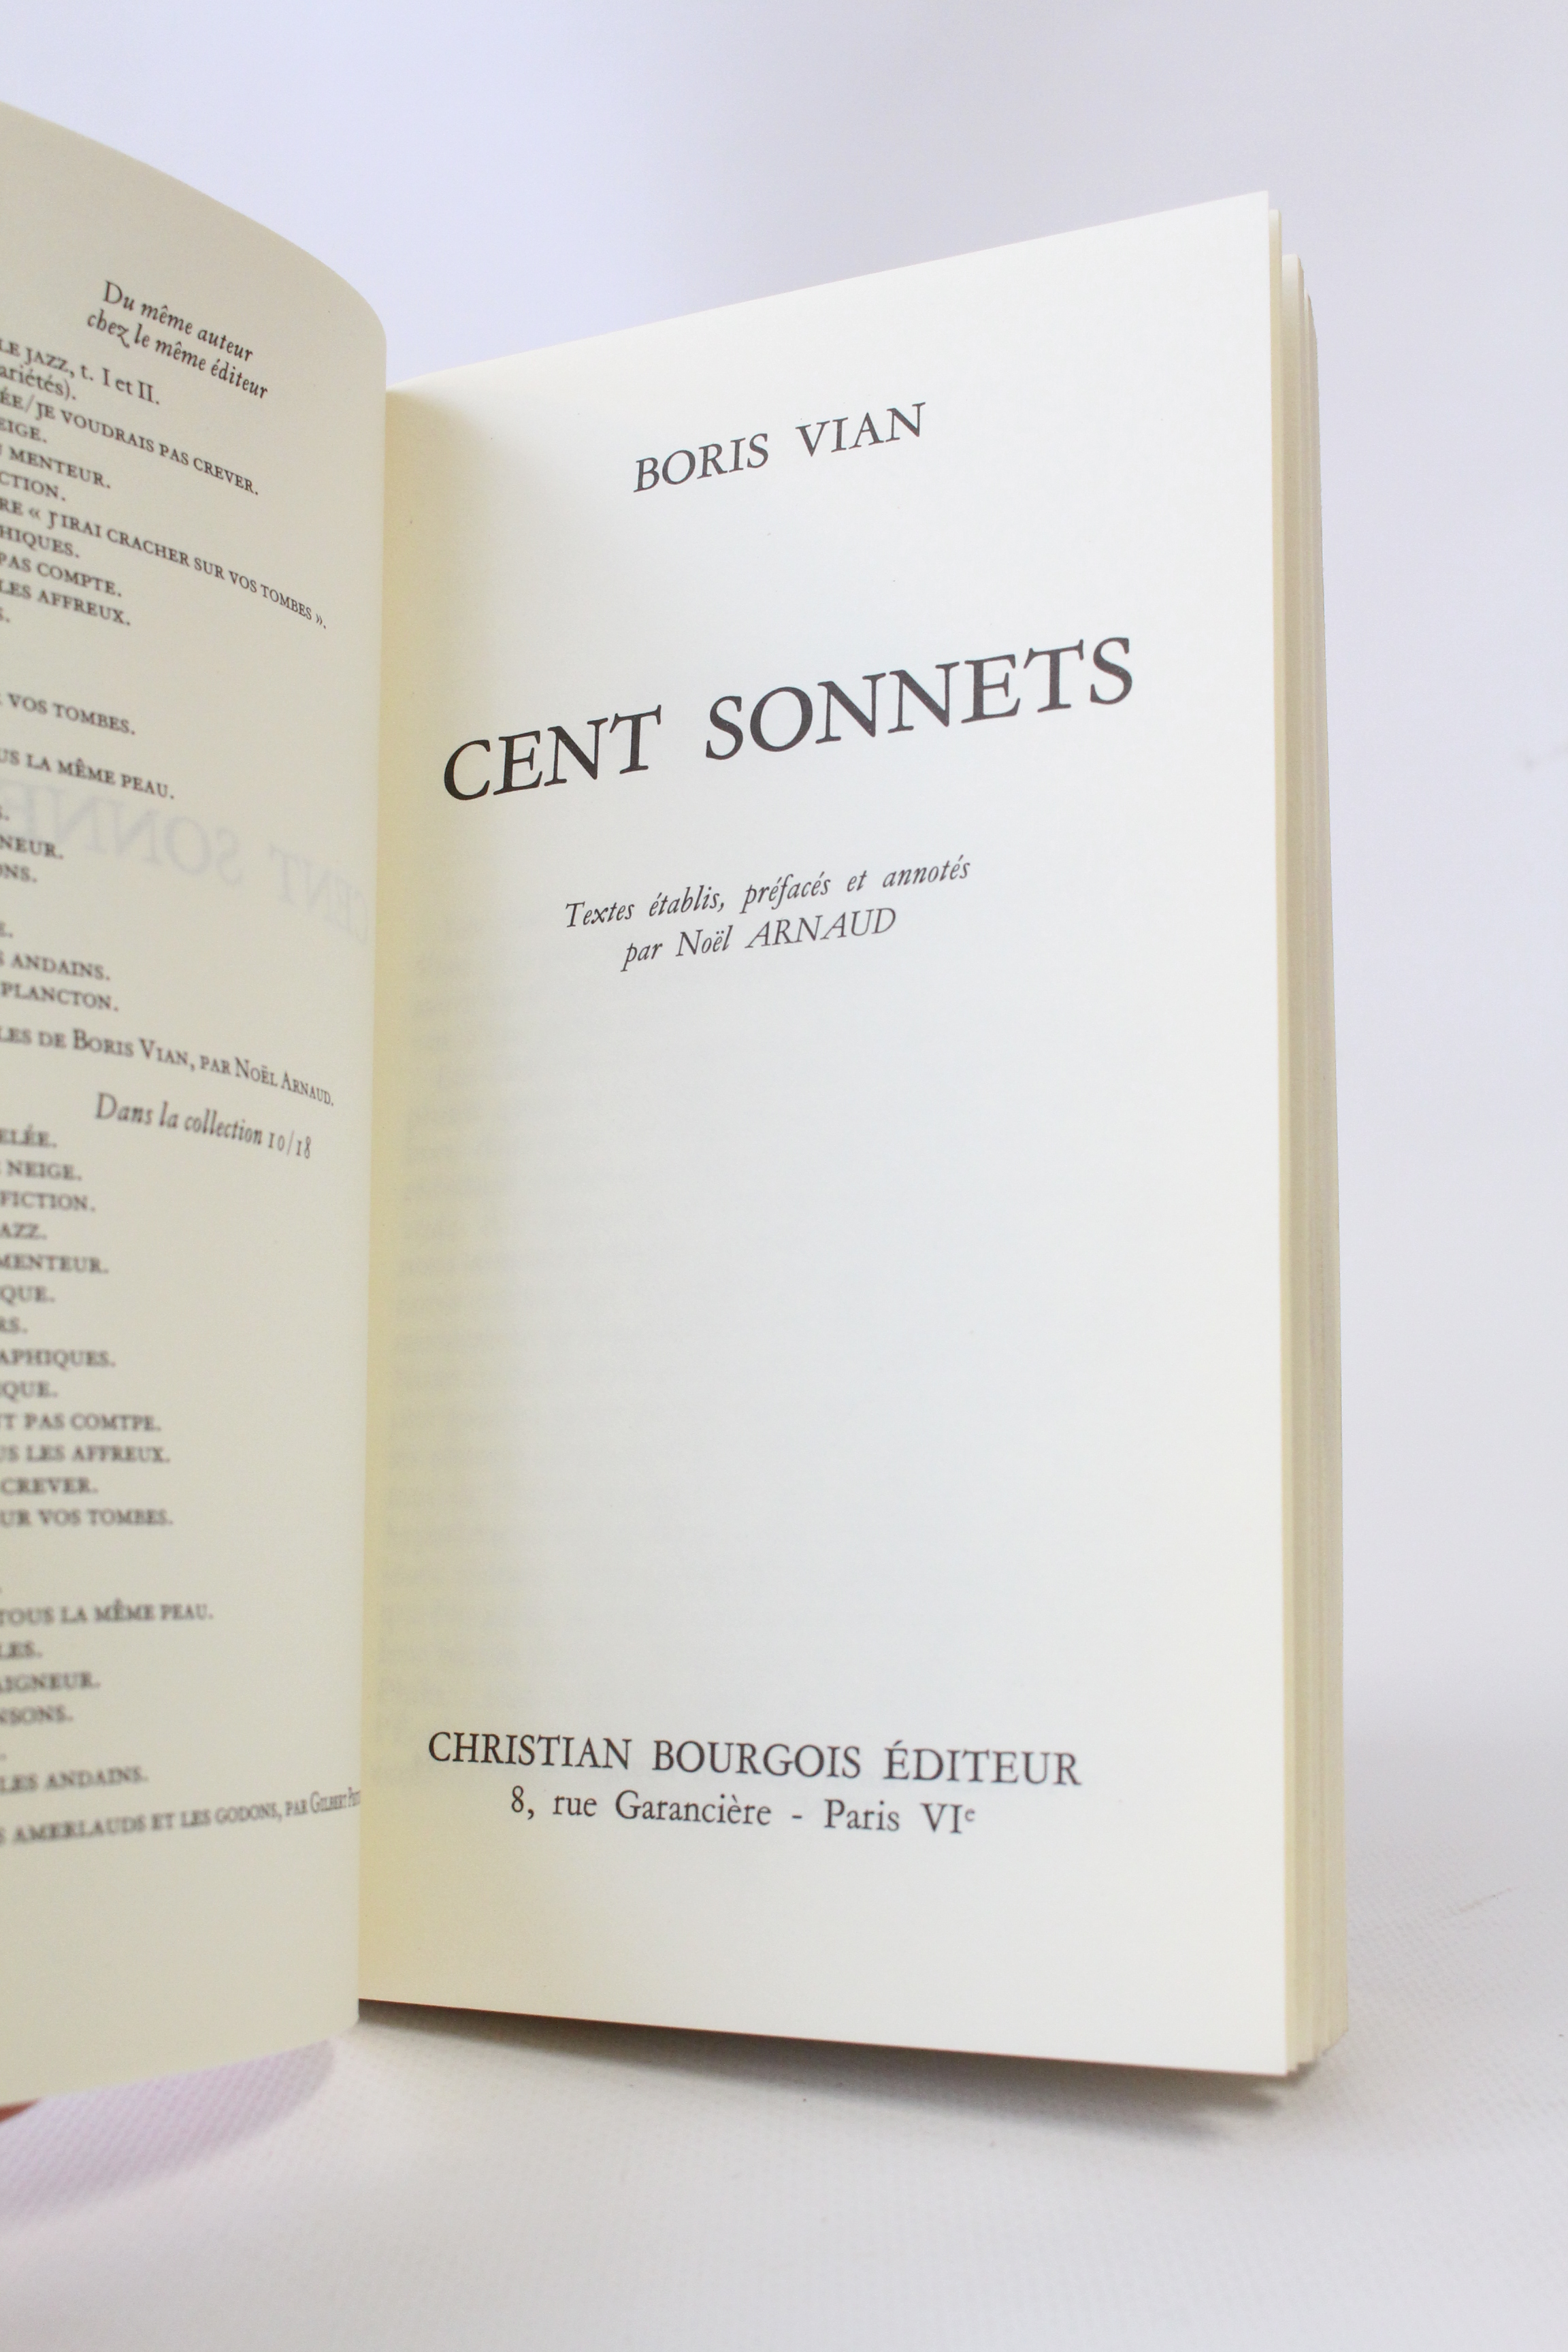 Du même auteur
chez le même éditeur
LE JAZZ, t. I et II.
ariétés).
ÉE/JE VOUDRAIS PAS CREVER.
EIGE.
MENTEUR.
CTION.
RE « J'IRAI CRACHER SUR VOS TOMBES ».
HIQUES.
PAS COMPTE.
LES AFFREUX.
S.
VOS TOMBES.
US LA MÊME PEAU.
S.
NEUR.
ONS.
E.
S ANDAINS.
PLANCTON.
LES DE BORIS VIAN, PAR NOËL ARNAUD.
Dans la collection 10/18
ELÉE.
NEIGE.
FICTION.
AZZ.
MENTEUR.
QUE.
RS.
APHIQUES.
IQUE.
T PAS COMTPE.
US LES AFFREUX.
CREVER.
UR VOS TOMBES.
TOUS LA MÊME PEAU.
LES.
AIGNEUR.
NSONS.
LES ANDAINS.
S AMERLAUDS ET LES GODONS, PAR GILBERT
BORIS VIAN
CENT SONNETS
Textes établis, préfacés et annotés
par Noël ARNAUD
CHRISTIAN BOURGOIS ÉDITEUR
8, rue Garancière - Paris VIe